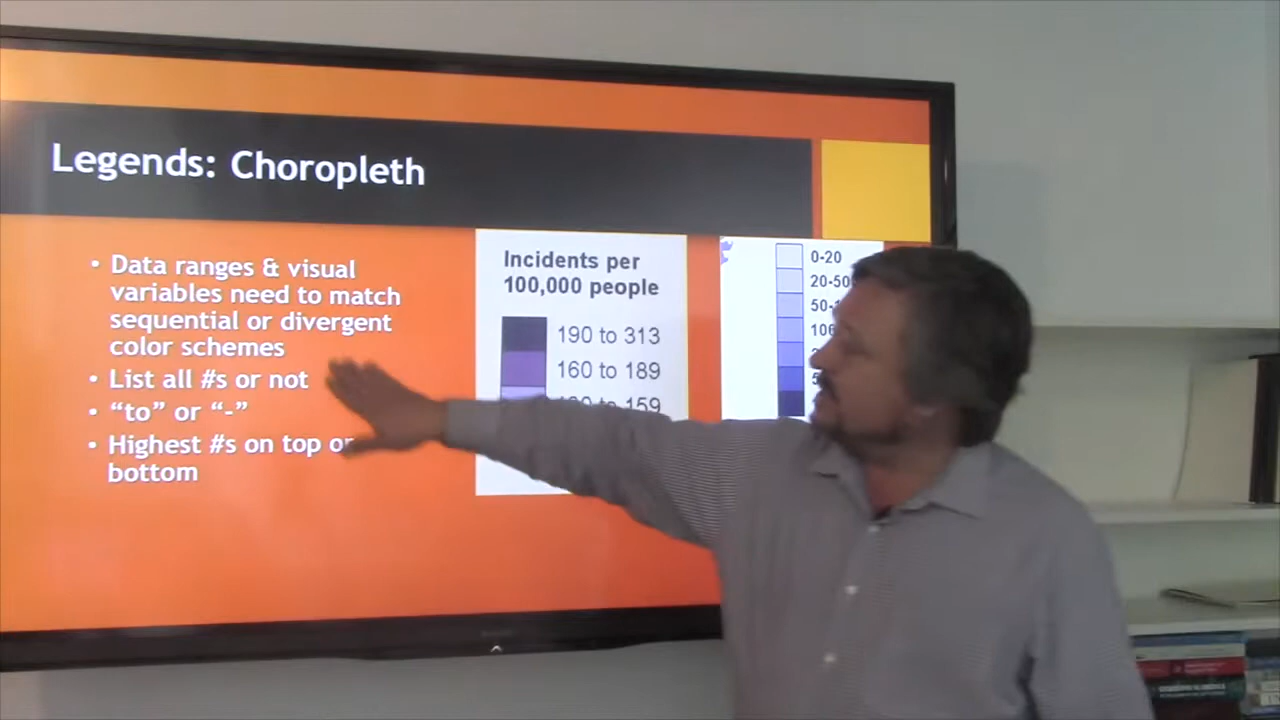 Legends: Choropleth
• Data ranges & visual
variables need to match
sequential or divergent
color schemes
• List all #s or not
• “to” or “-”
• Highest #s on top or
bottom
Incidents per
100,000 people
190 to 313
160 to 189
159
0-20
20-50